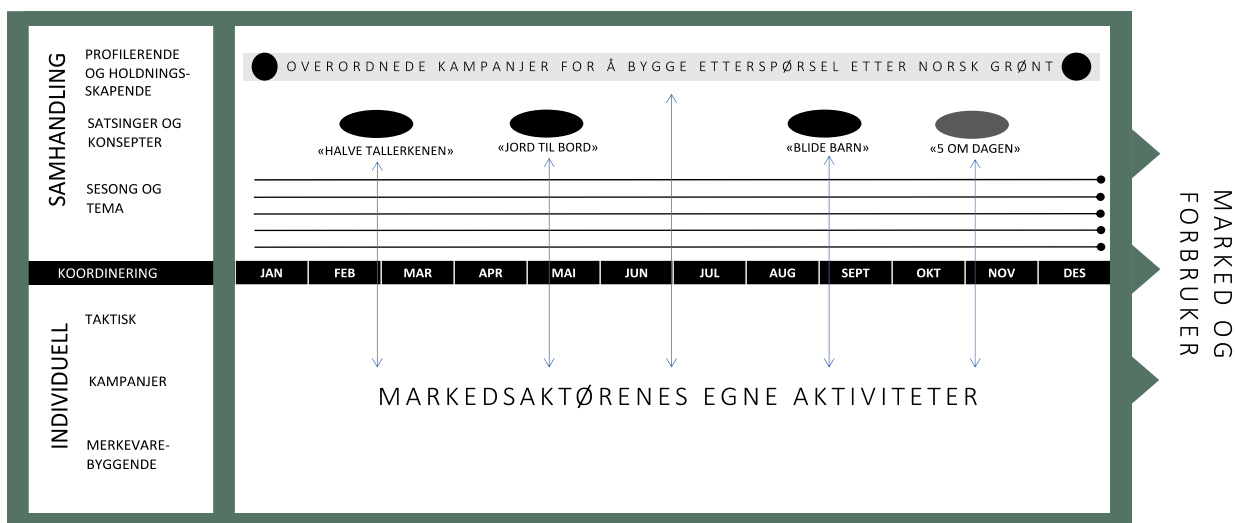 SAMHANDLING
PROFILERENDE
OG HOLDNINGS-
SKAPENDE
SATSINGER OG
KONSEPTER
SESONG OG
TEMA
OVERORDNEDE KAMPANJER FOR Å BYGGE ETTERSPØRSEL ETTER NORSK GRØNT
«HALVE TALLERKENEN»
«JORD TIL BORD»
«BLIDE BARN»
«5 OM DAGEN»
KOORDINERING
JAN FEB MAR APR MAI JUN JUL AUG SEPT OKT NOV DES
INDIVIDUELL
TAKTISK
KAMPANJER
MERKEVARE-
BYGGENDE
MARKEDSAKTØRENES EGNE AKTIVITETER
MARKED OG
FORBRUKER